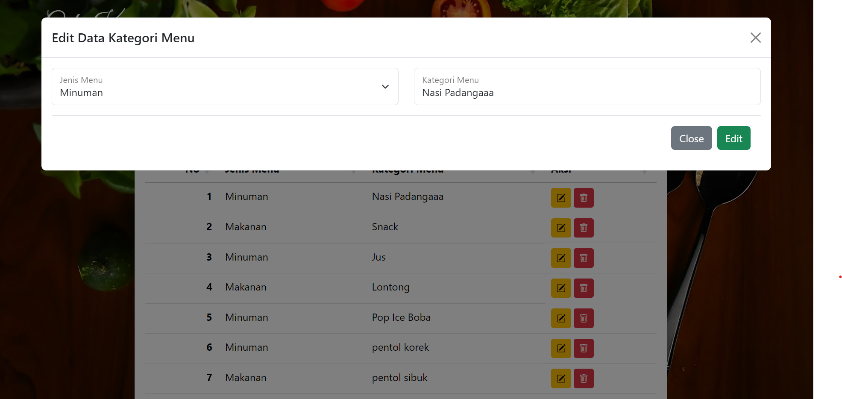 Edit Data Kategori Menu
Jenis Menu
Minuman
Kategori Menu
Nasi Padangaaa
Close Edit
No Jenis Menu Kategori Menu Aksi
1 Minuman Nasi Padangaaa
2 Makanan Snack
3 Minuman Jus
4 Makanan Lontong
5 Minuman Pop Ice Boba
6 Minuman pentol korek
7 Makanan pentol sibuk